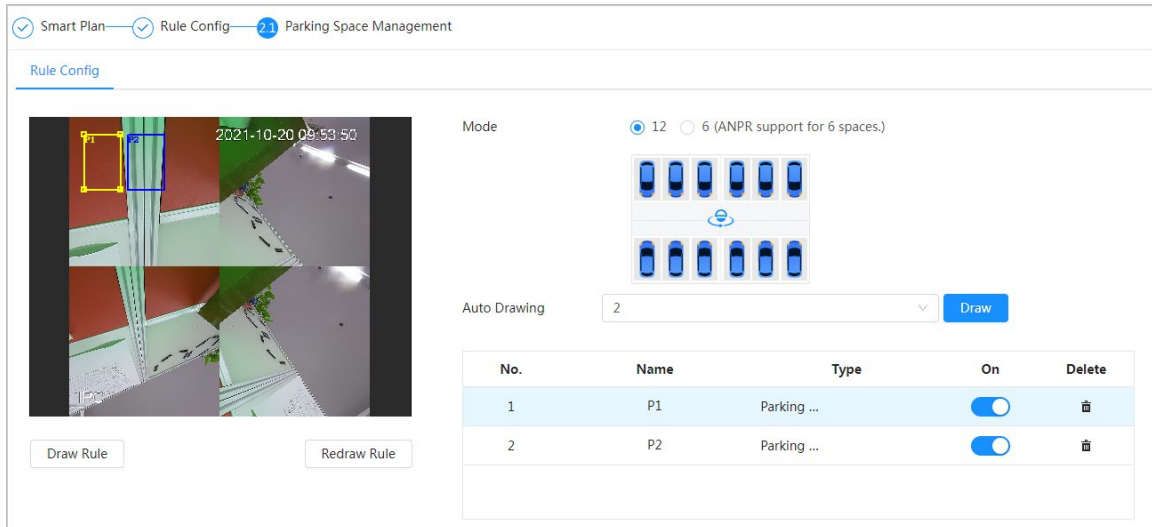 Smart Plan Rule Config 2.1 Parking Space Management
Rule Config
P1 P2 2021-10-20 09:53:50
IPC
Draw Rule Redraw Rule
Mode 12 6 (ANPR support for 6 spaces.)
Auto Drawing 2 Draw
No. Name Type On Delete
1 P1 Parking ...
2 P2 Parking ...